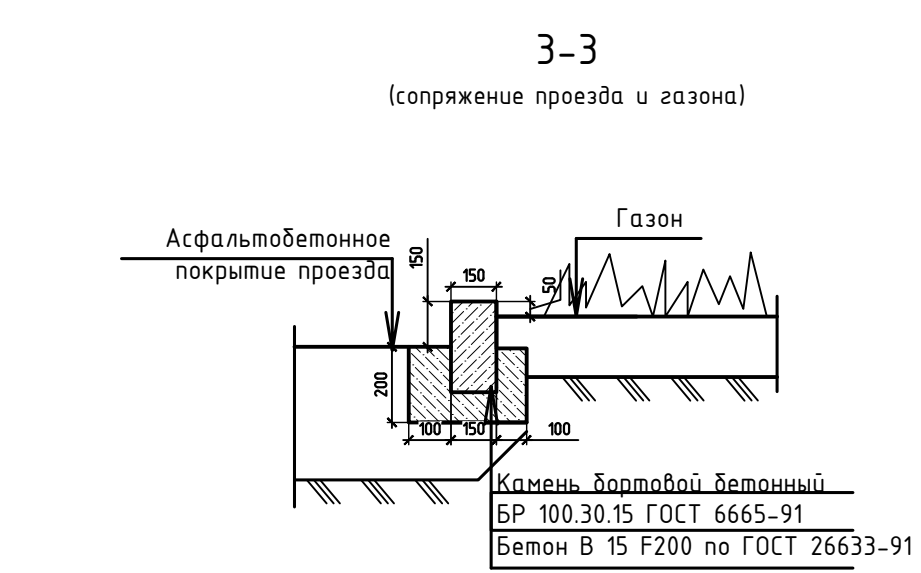 3-3
(сопряжение проезда и газона)
Газон
Асфальтобетонное
покрытие проезда
150
150
50
200
100
150
100
Камень бортовой бетонный
БР 100.30.15 ГОСТ 6665-91
Бетон В 15 F200 по ГОСТ 26633-91